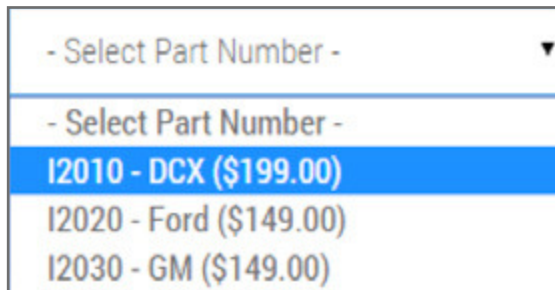 - Select Part Number -
- Select Part Number -
I2010 - DCX ($199.00)
I2020 - Ford ($149.00)
I2030 - GM ($149.00)